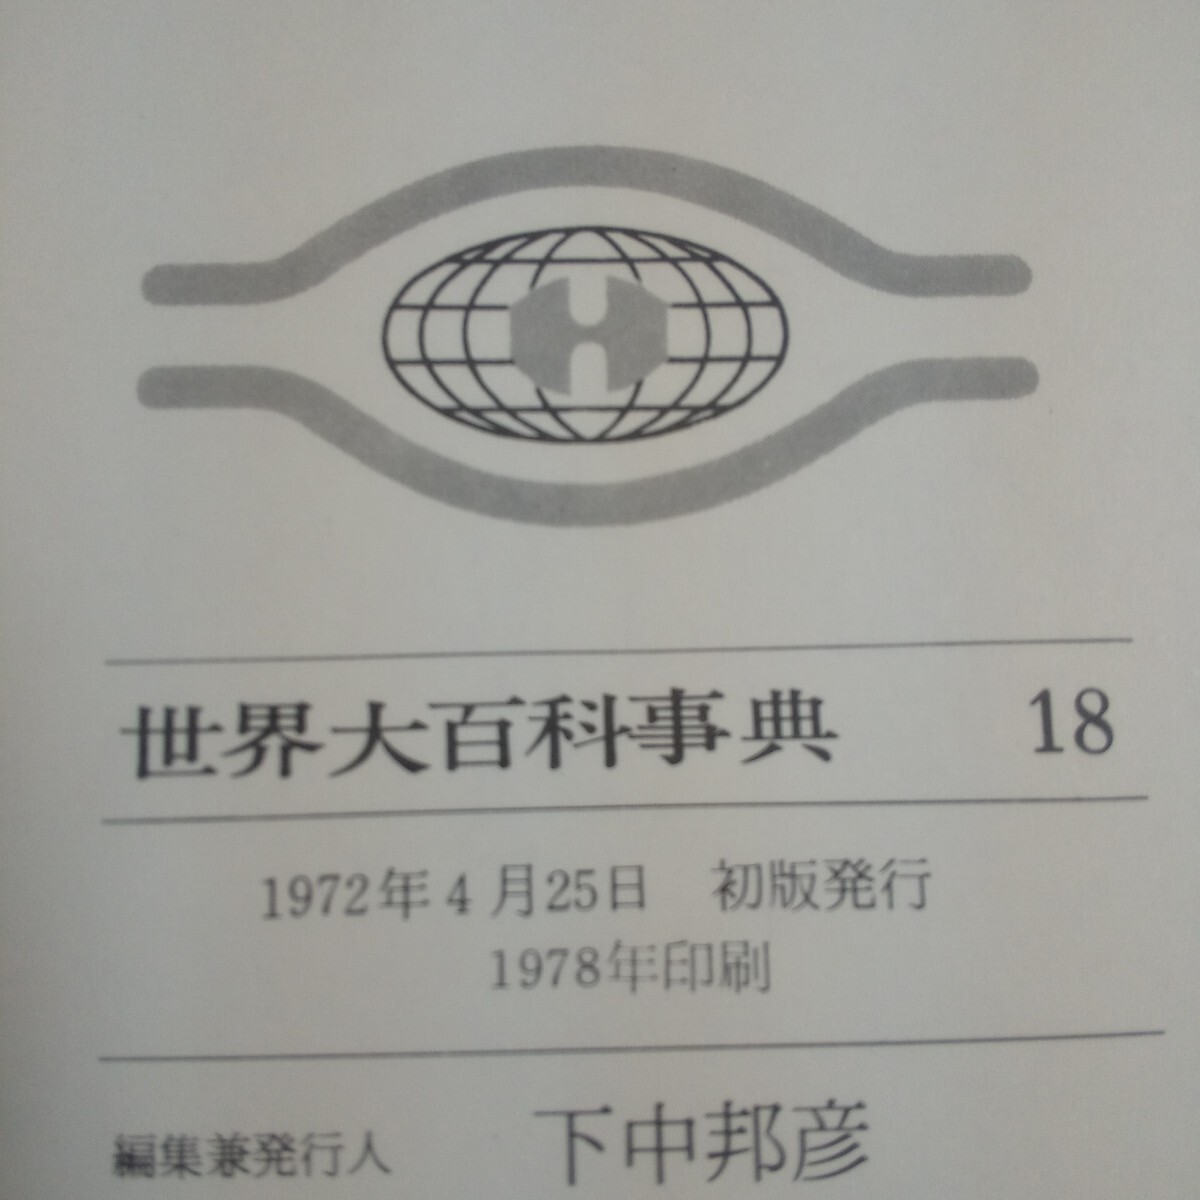 世界大百科事典 18
1972年4月25日 初版発行
1978年印刷
編集兼発行人 下中邦彦